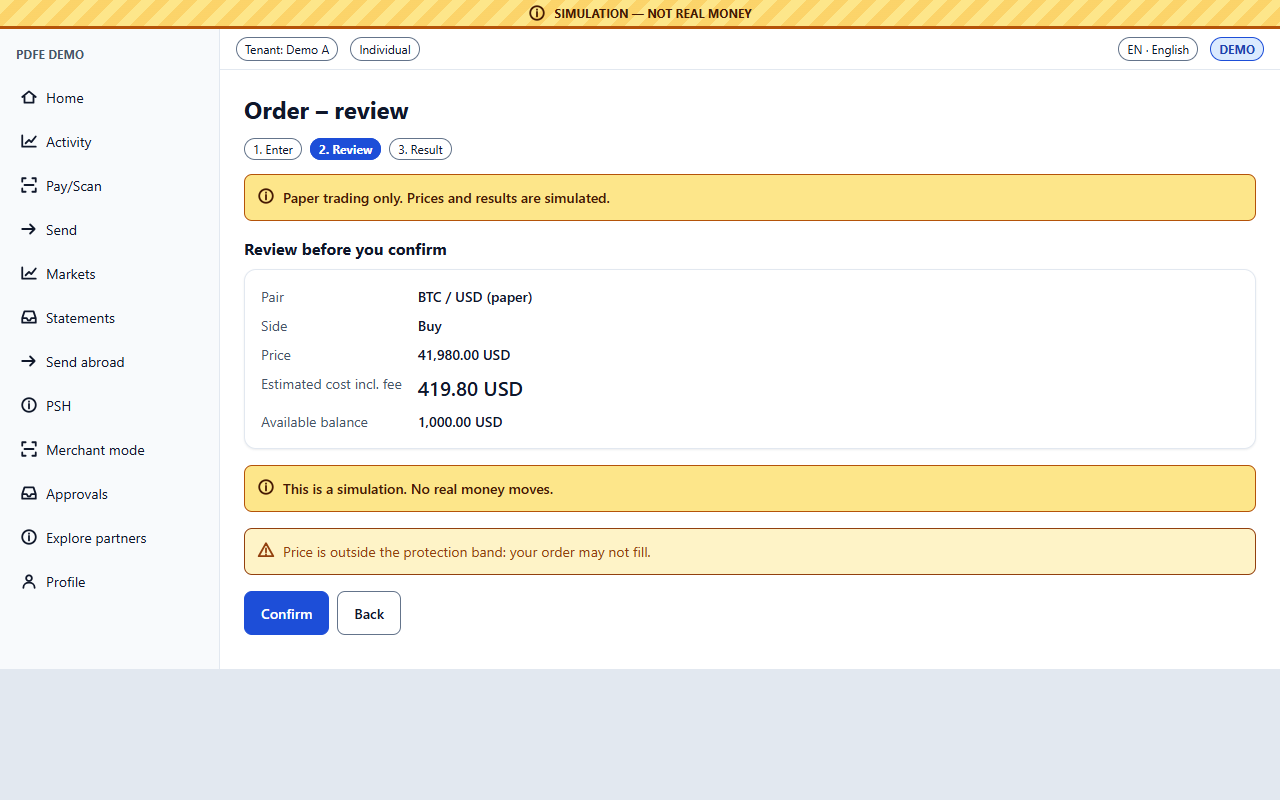 SIMULATION — NOT REAL MONEY
PDFE DEMO
Tenant: Demo A
Individual
EN · English
DEMO
Home
Activity
Pay/Scan
Send
Markets
Statements
Send abroad
PSH
Merchant mode
Approvals
Explore partners
Profile
Order – review
1. Enter
2. Review
3. Result
Paper trading only. Prices and results are simulated.
Review before you confirm
Pair BTC / USD (paper)
Side Buy
Price 41,980.00 USD
Estimated cost incl. fee 419.80 USD
Available balance 1,000.00 USD
This is a simulation. No real money moves.
Price is outside the protection band: your order may not fill.
Confirm
Back